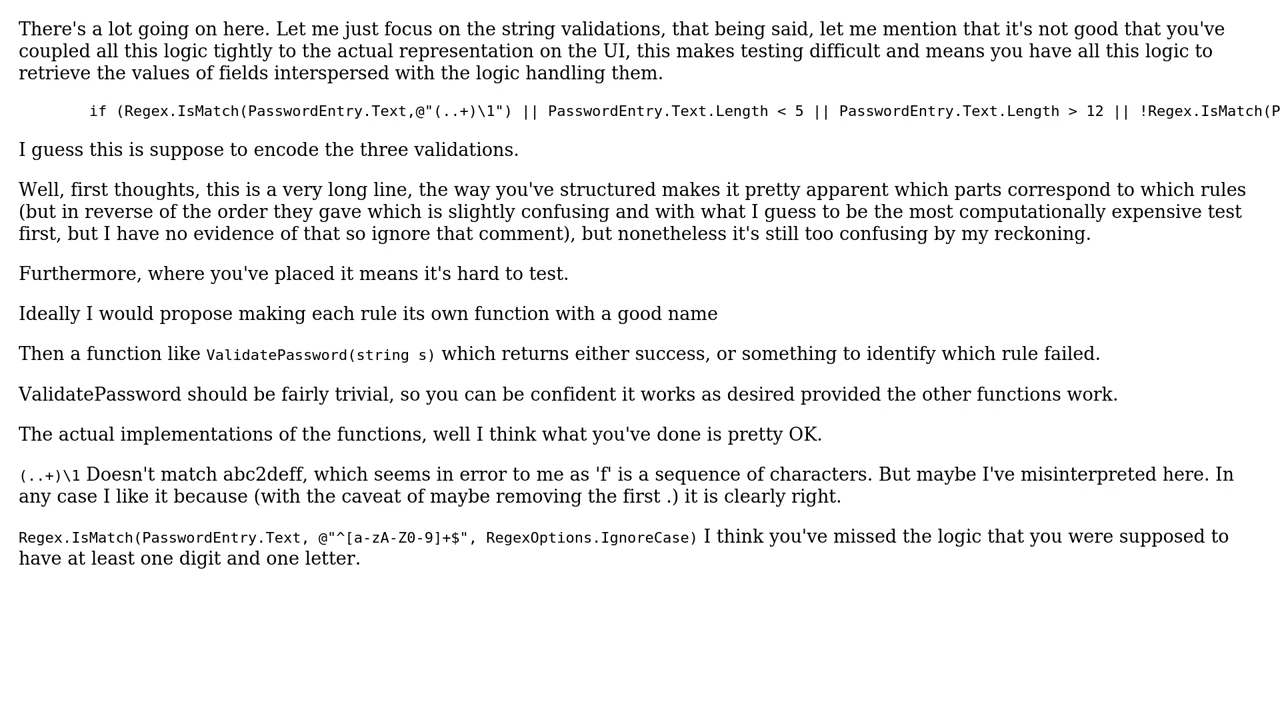 There's a lot going on here. Let me just focus on the string validations, that being said, let me mention that it's not good that you've
coupled all this logic tightly to the actual representation on the UI, this makes testing difficult and means you have all this logic to
retrieve the values of fields interspersed with the logic handling them.
if (Regex.IsMatch(PasswordEntry.Text,@"(..+)\1") || PasswordEntry.Text.Length < 5 || PasswordEntry.Text.Length > 12 || !Regex.IsMatch(P
I guess this is suppose to encode the three validations.
Well, first thoughts, this is a very long line, the way you've structured makes it pretty apparent which parts correspond to which rules
(but in reverse of the order they gave which is slightly confusing and with what I guess to be the most computationally expensive test
first, but I have no evidence of that so ignore that comment), but nonetheless it's still too confusing by my reckoning.
Furthermore, where you've placed it means it's hard to test.
Ideally I would propose making each rule its own function with a good name
Then a function like ValidatePassword(string s) which returns either success, or something to identify which rule failed.
ValidatePassword should be fairly trivial, so you can be confident it works as desired provided the other functions work.
The actual implementations of the functions, well I think what you've done is pretty OK.
(..+)\1 Doesn't match abc2deff, which seems in error to me as 'f' is a sequence of characters. But maybe I've misinterpreted here. In
any case I like it because (with the caveat of maybe removing the first .) it is clearly right.
Regex.IsMatch(PasswordEntry.Text, @"^[a-zA-Z0-9]+$", RegexOptions.IgnoreCase) I think you've missed the logic that you were supposed to
have at least one digit and one letter.